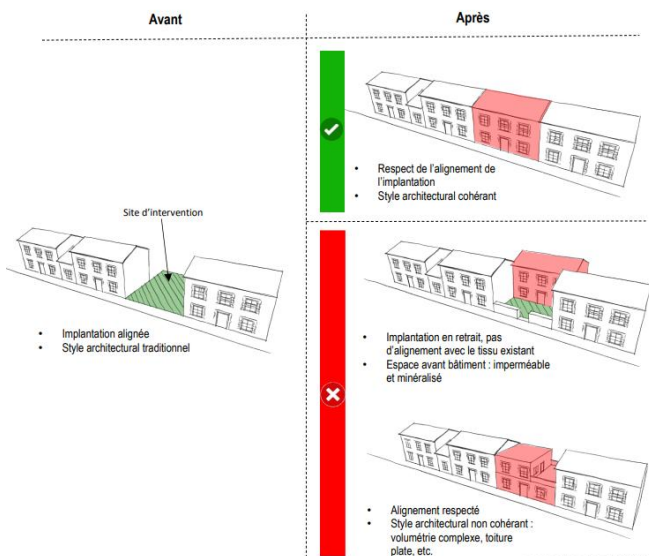 Avant
Après
• Respect de l'alignement de
l'implantation
• Style architectural cohérant
Site d'intervention
• Implantation alignée
• Style architectural traditionnel
• Implantation en retrait, pas
d'alignement avec le tissu existant
• Espace avant bâtiment : imperméable
et minéralisé
• Alignement respecté
• Style architectural non cohérant :
volumétrie complexe, toiture
plate, etc.